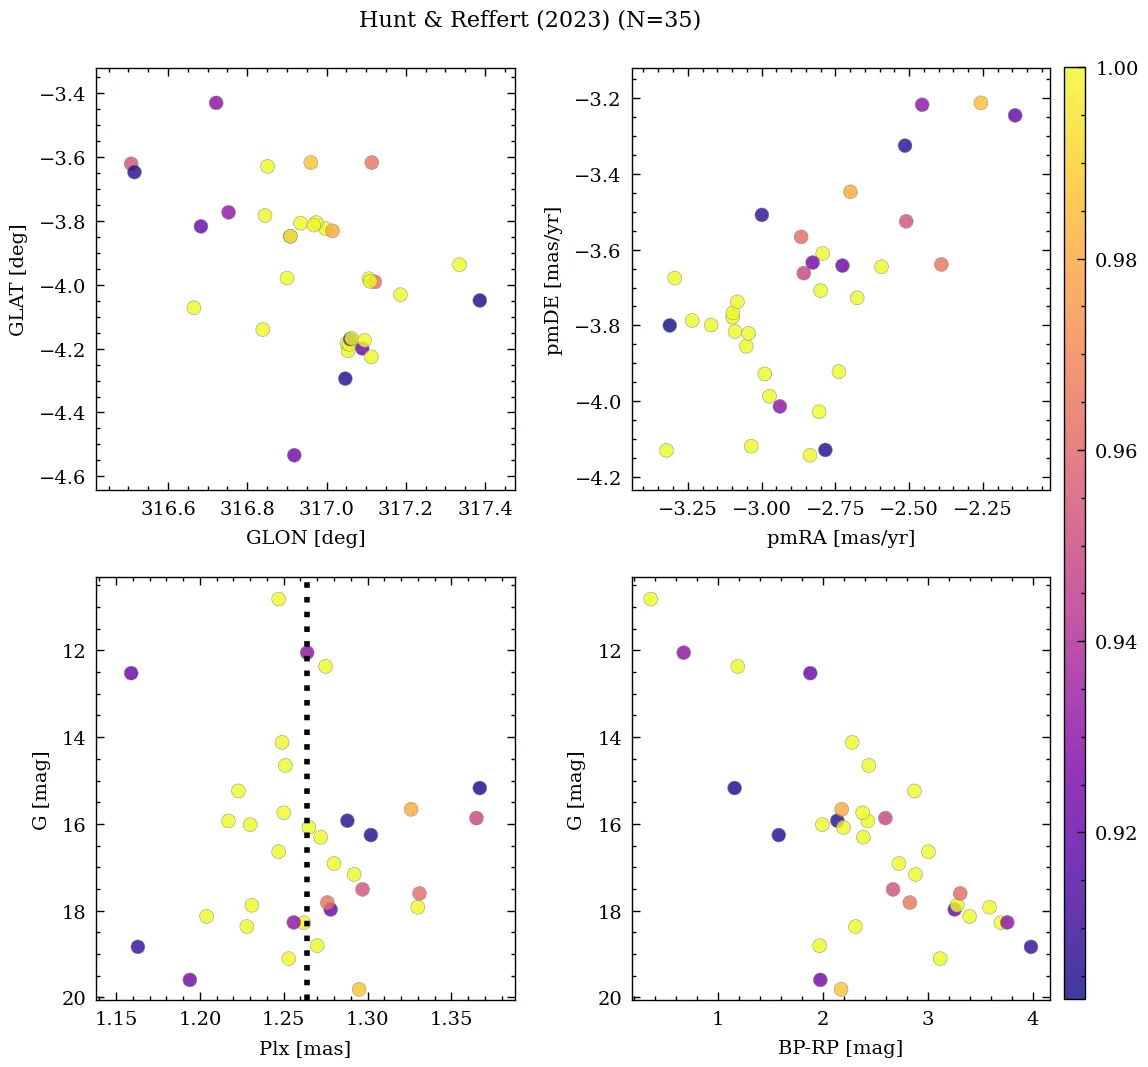 Hunt & Reffert (2023) (N=35)
−3.4
−3.6
−3.8
−4.0
−4.2
−4.4
−4.6
GLAT [deg]
316.6 316.8 317.0 317.2 317.4
GLON [deg]
−3.2
−3.4
−3.6
−3.8
−4.0
−4.2
pmDE [mas/yr]
−3.25 −3.00 −2.75 −2.50 −2.25
pmRA [mas/yr]
12
14
16
18
20
G [mag]
1.15 1.20 1.25 1.30 1.35
Plx [mas]
12
14
16
18
20
G [mag]
1 2 3 4
BP-RP [mag]
1.00
0.98
0.96
0.94
0.92